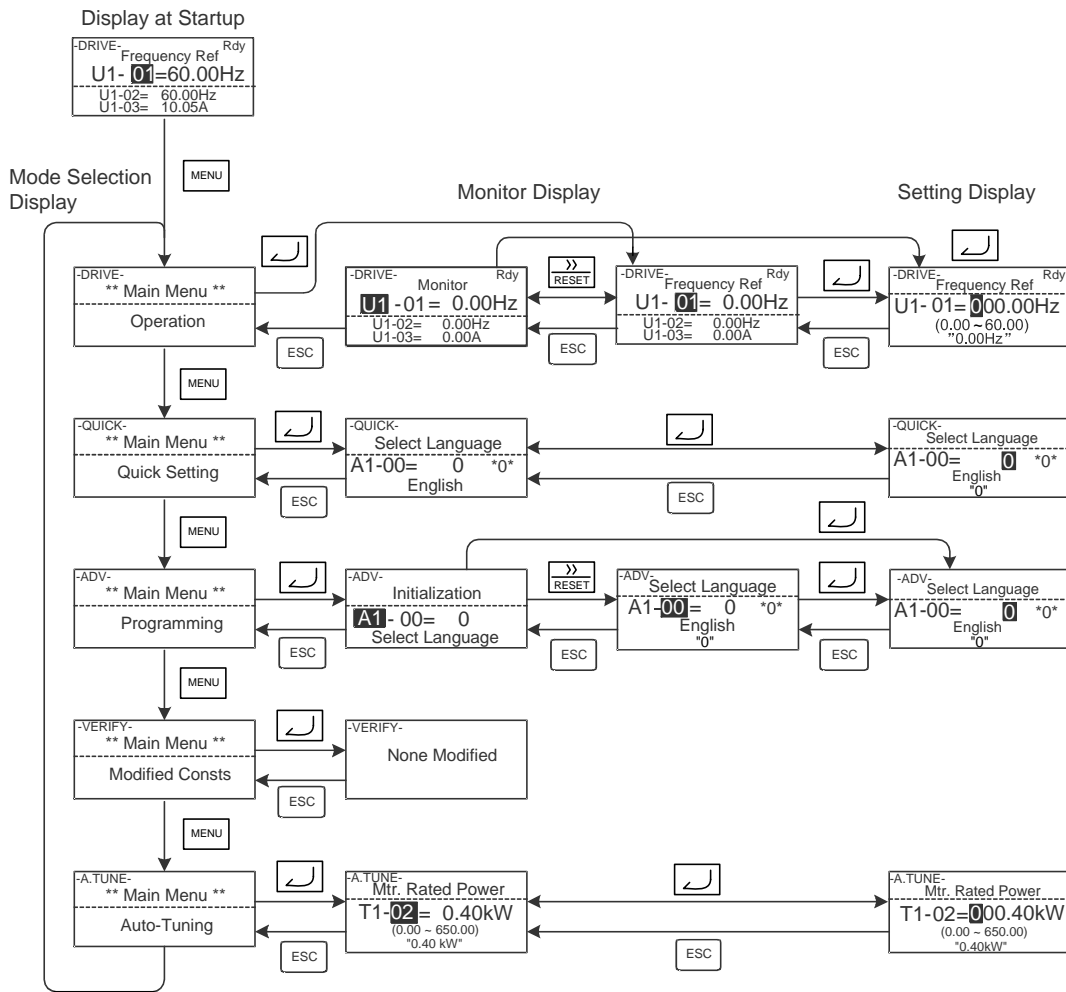 Display at Startup
-DRIVE- Rdy
Frequency Ref
U1- 01=60.00Hz
U1-02= 60.00Hz
U1-03= 10.05A
MENU
Mode Selection
Display
Monitor Display
Setting Display
-DRIVE-
** Main Menu **
Operation
-DRIVE- Rdy
Monitor
U1 -01= 0.00Hz
U1-02= 0.00Hz
U1-03= 0.00A
>>
RESET
-DRIVE- Rdy
Frequency Ref
U1- 01= 0.00Hz
U1-02= 0.00Hz
U1-03= 0.00A
-DRIVE- Rdy
Frequency Ref
U1- 01=000.00Hz
(0.00 ~ 60.00)
"0.00Hz"
ESC
ESC
ESC
MENU
-QUICK-
** Main Menu **
Quick Setting
-QUICK-
Select Language
A1-00= 0 *0*
English
-QUICK-
Select Language
A1-00= 0 *0*
English
"0"
ESC
ESC
MENU
-ADV-
** Main Menu **
Programming
-ADV-
Initialization
A1 - 00= 0
Select Language
>>
RESET
-ADV-
Select Language
A1-00= 0 *0*
English
"0"
-ADV-
Select Language
A1-00= 0 *0*
English
"0"
ESC
ESC
ESC
MENU
-VERIFY-
** Main Menu **
Modified Consts
-VERIFY-
None Modified
ESC
MENU
-A.TUNE-
** Main Menu **
Auto-Tuning
-A.TUNE-
Mtr. Rated Power
T1-02= 0.40kW
(0.00 ~ 650.00)
"0.40 kW"
-A.TUNE-
Mtr. Rated Power
T1-02=000.40kW
(0.00 ~ 650.00)
"0.40kW"
ESC
ESC